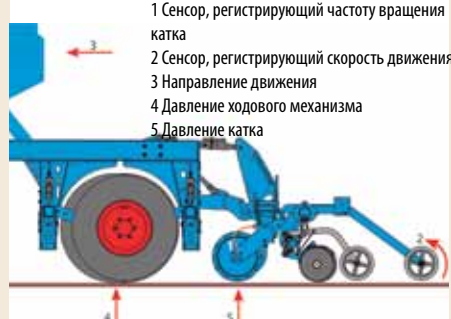 1 Сенсор, регистрирующий частоту вращения
катка
2 Сенсор, регистрирующий скорость движения
3 Направление движения
4 Давление ходового механизма
5 Давление катка
3
2
4
5